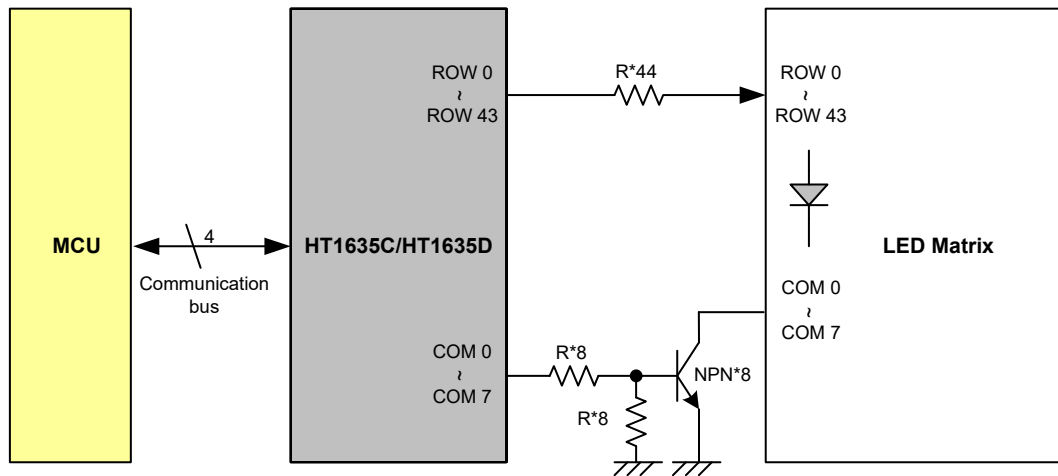 MCU
4
Communication
bus
HT1635C/HT1635D
ROW 0
~
ROW 43
COM 0
~
COM 7
R*44
R*8
R*8
NPN*8
ROW 0
~
ROW 43
LED Matrix
COM 0
~
COM 7